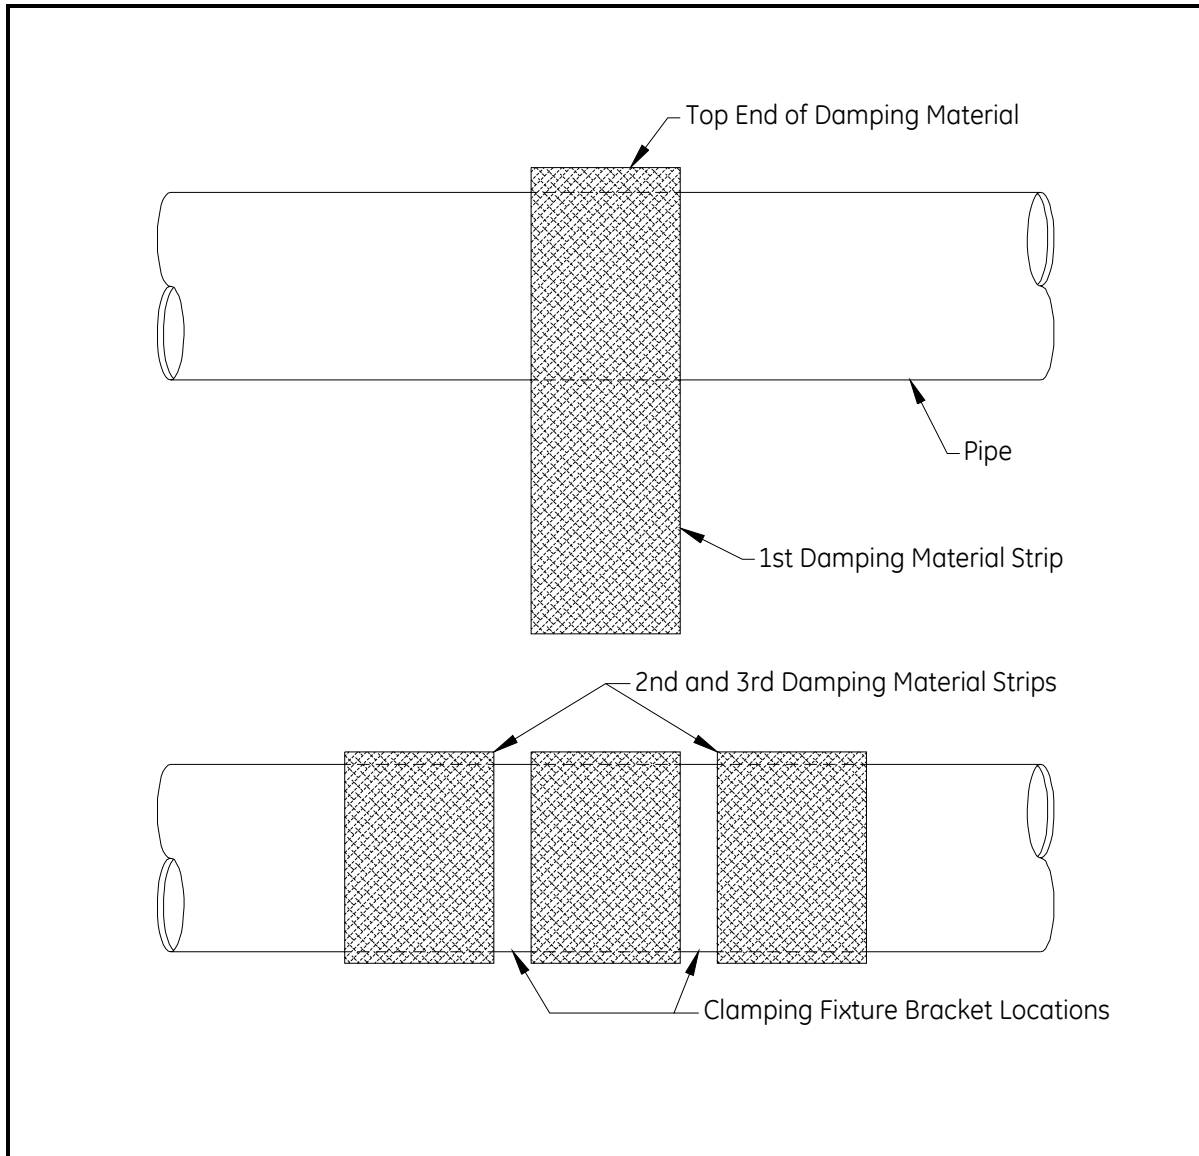 Top End of Damping Material
Pipe
1st Damping Material Strip
2nd and 3rd Damping Material Strips
Clamping Fixture Bracket Locations